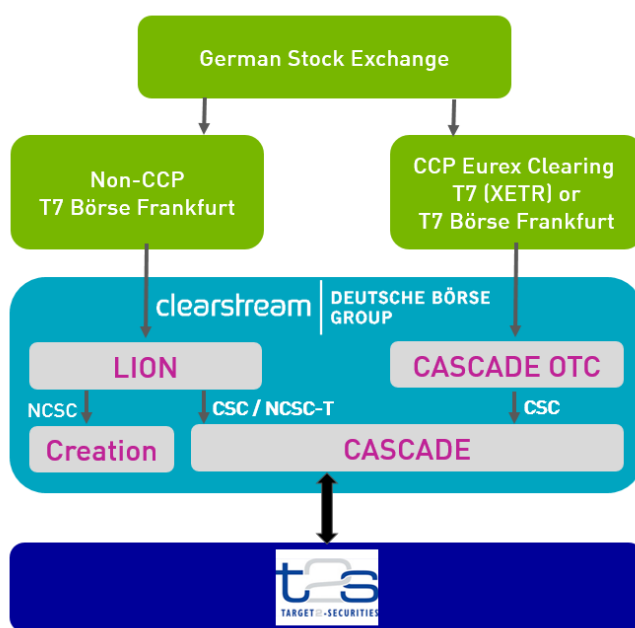 German Stock Exchange
Non-CCP
T7 Börse Frankfurt
CCP Eurex Clearing
T7 (XETR) or
T7 Börse Frankfurt
clearstream
DEUTSCHE BÖRSE
GROUP
LION
CASCADE OTC
NCSC
CSC / NCSC-T
CSC
Creation
CASCADE
t2s
TARGET2-SECURITIES